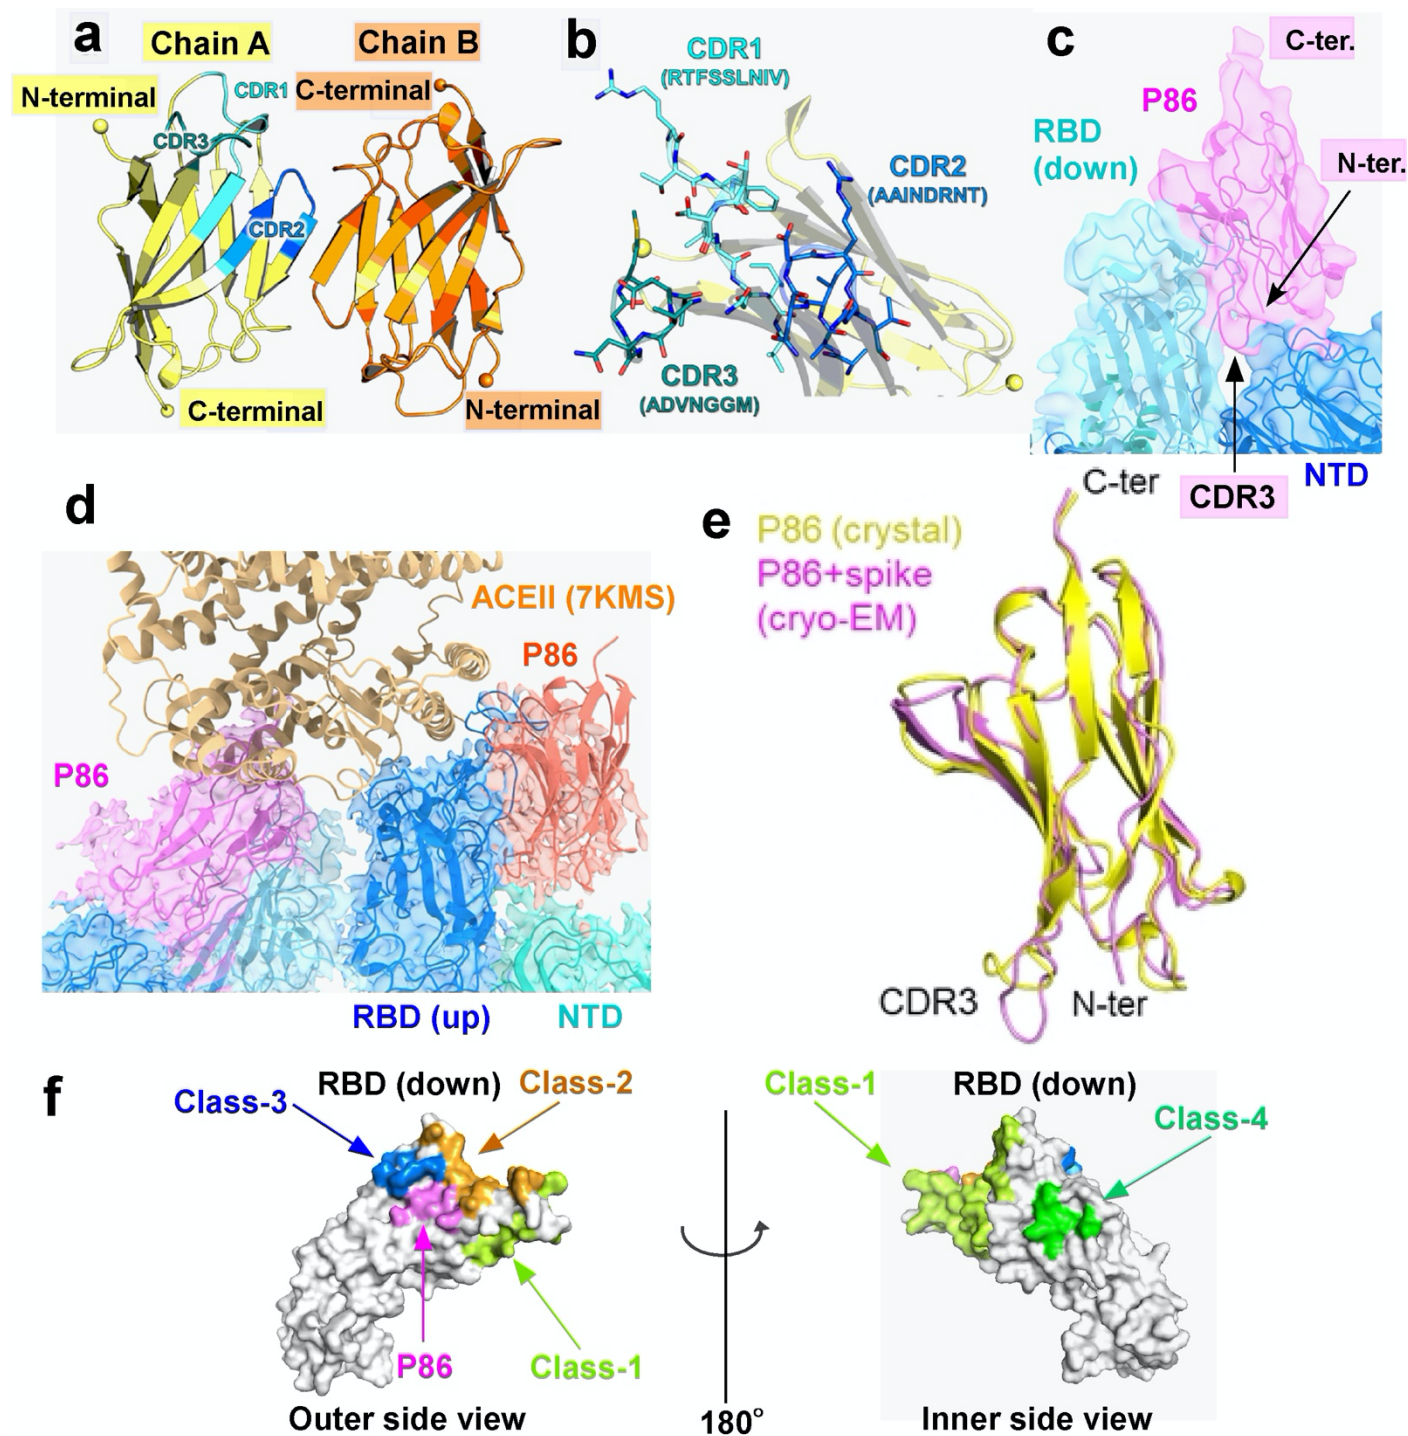 a
Chain A
Chain B
N-terminal
CDR1
C-terminal
CDR3
CDR2
C-terminal
N-terminal
b
CDR1
(RTFSSLNIV)
CDR2
(AAINDRNT)
CDR3
(ADVNGGM)
c
C-ter.
P86
RBD
(down)
N-ter.
CDR3
NTD
d
ACEII (7KMS)
P86
P86
RBD (up)
NTD
e
C-ter
P86 (crystal)
P86+spike
(cryo-EM)
CDR3
N-ter
f
RBD (down)
Class-2
Class-3
P86
Class-1
Outer side view
180°
Class-1
RBD (down)
Class-4
Inner side view